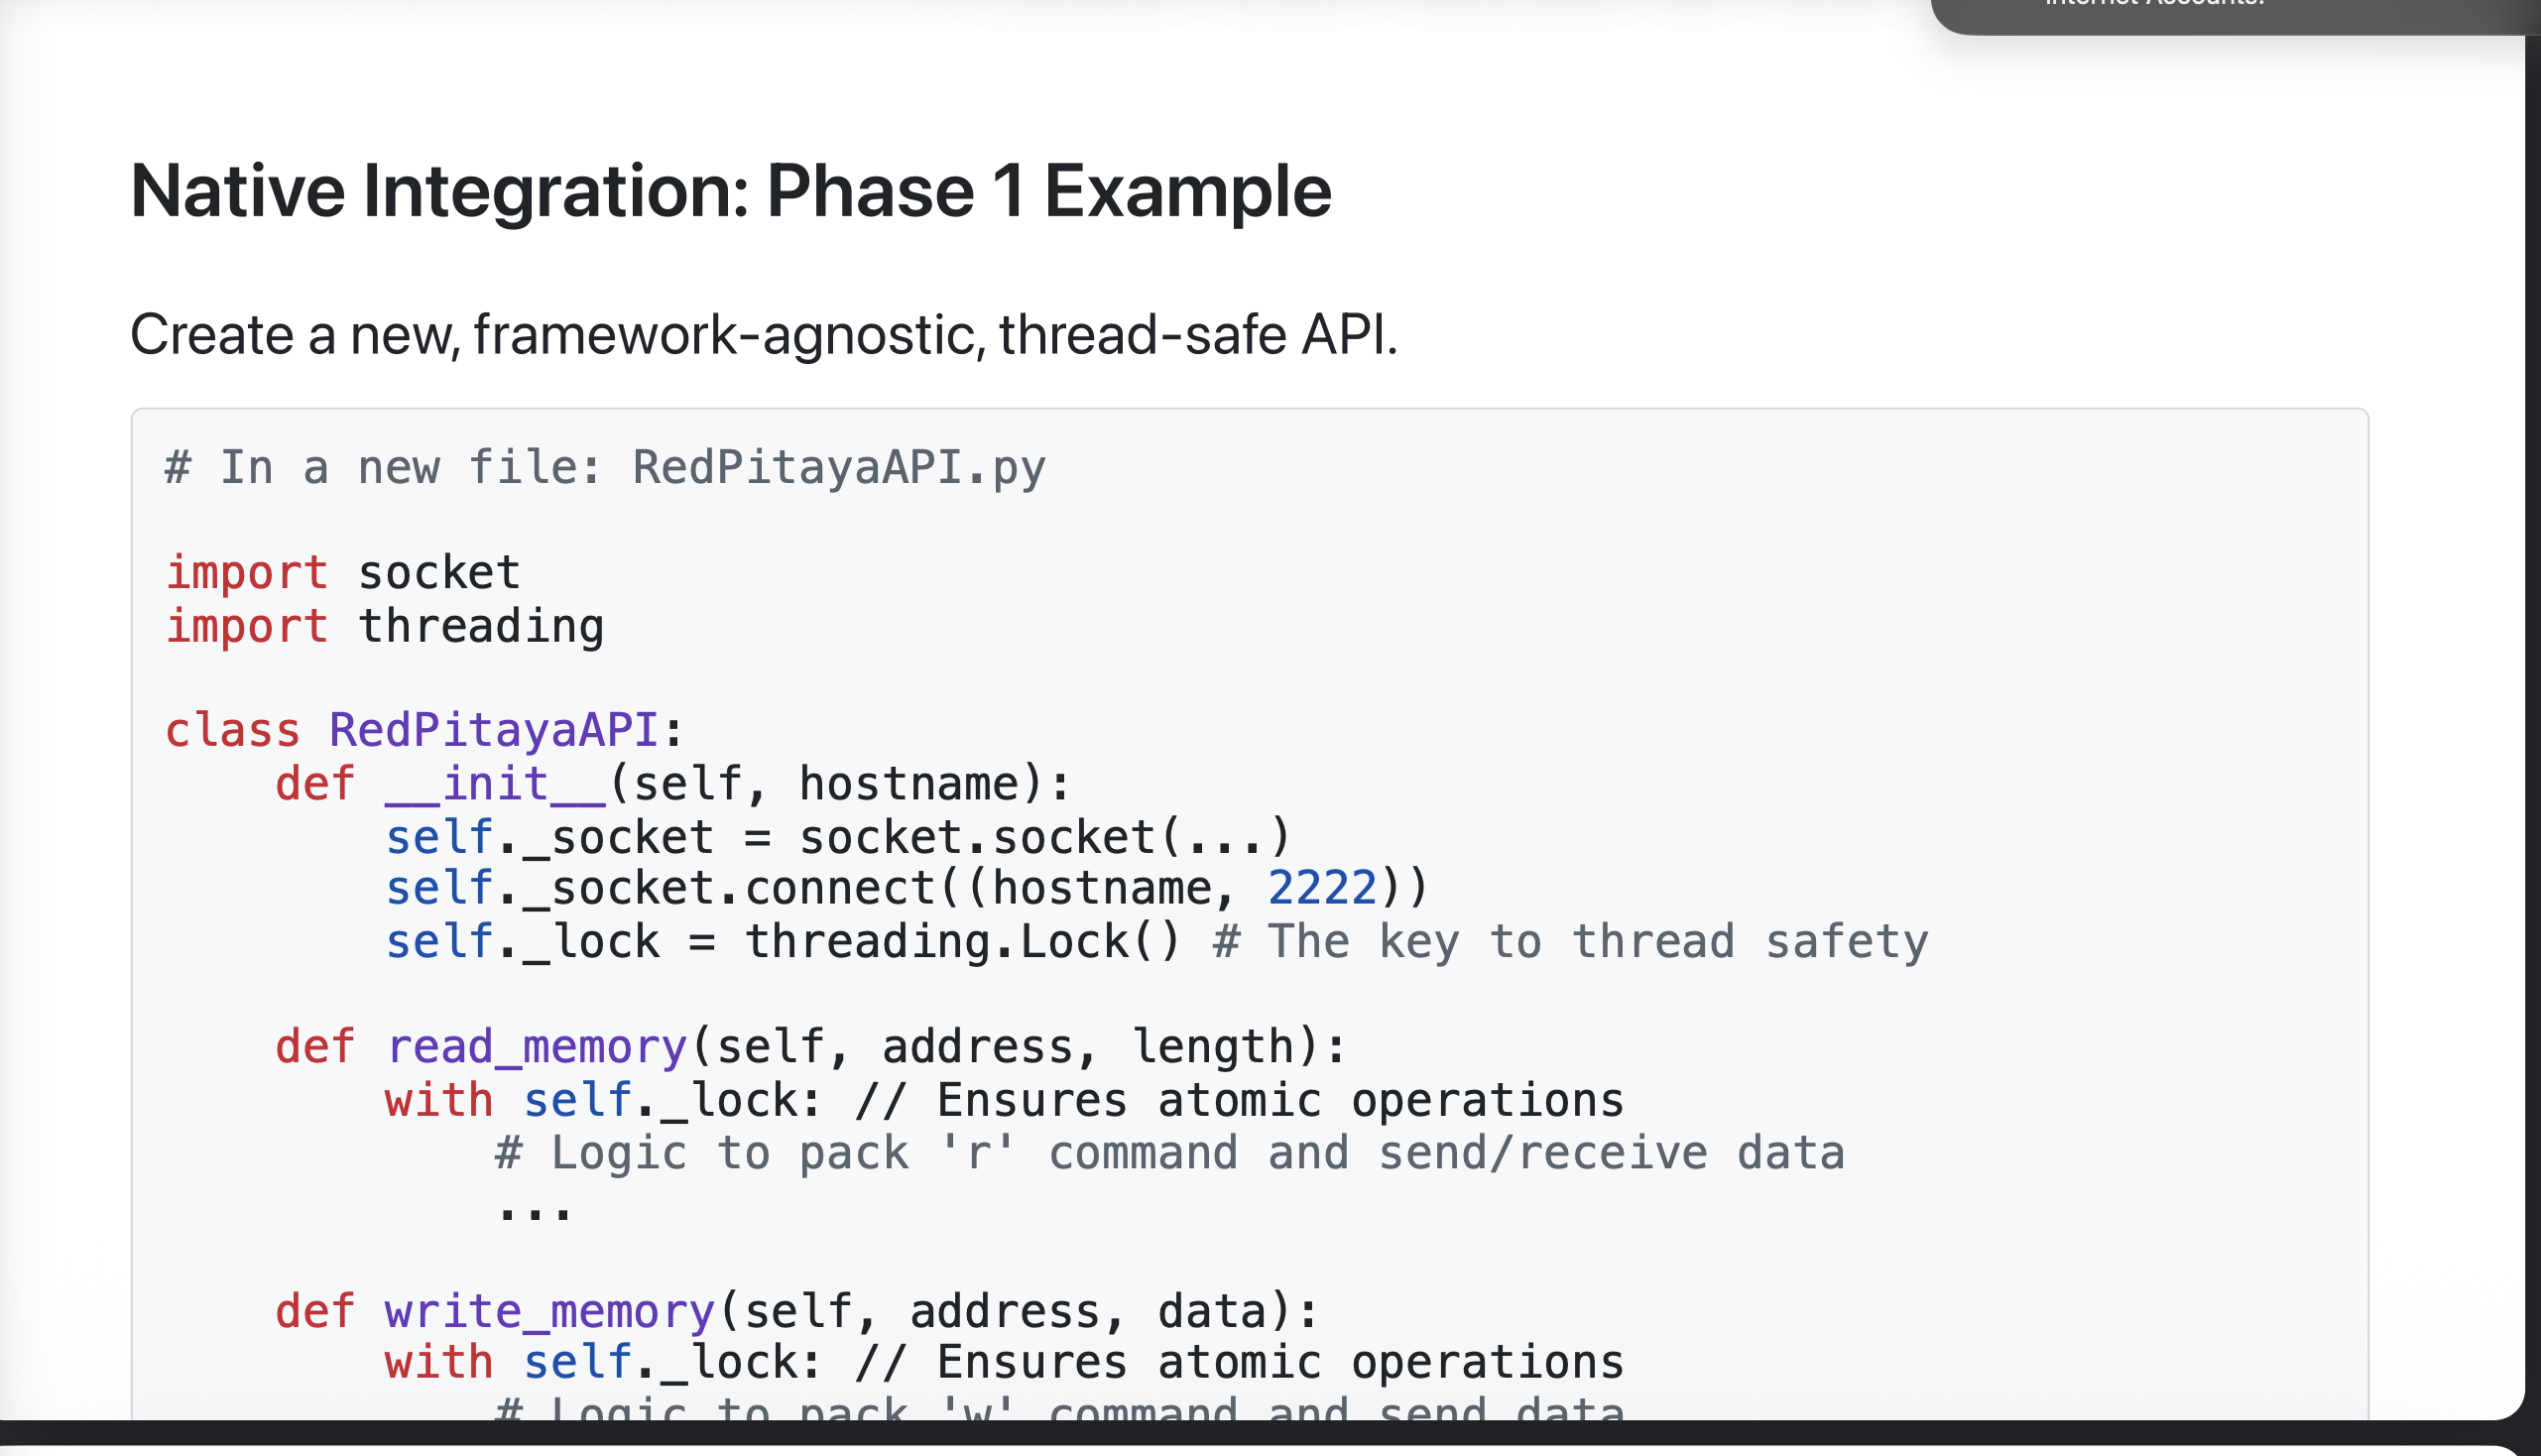 Internet Accounts.
Native Integration: Phase 1 Example
Create a new, framework-agnostic, thread-safe API.
# In a new file: RedPitayaAPI.py
import socket
import threading
class RedPitayaAPI:
    def __init__(self, hostname):
        self._socket = socket.socket(...)
        self._socket.connect((hostname, 2222))
        self._lock = threading.Lock() # The key to thread safety
    def read_memory(self, address, length):
        with self._lock: // Ensures atomic operations
            # Logic to pack 'r' command and send/receive data
            ...
    def write_memory(self, address, data):
        with self._lock: // Ensures atomic operations
            # Logic to pack 'w' command and send data